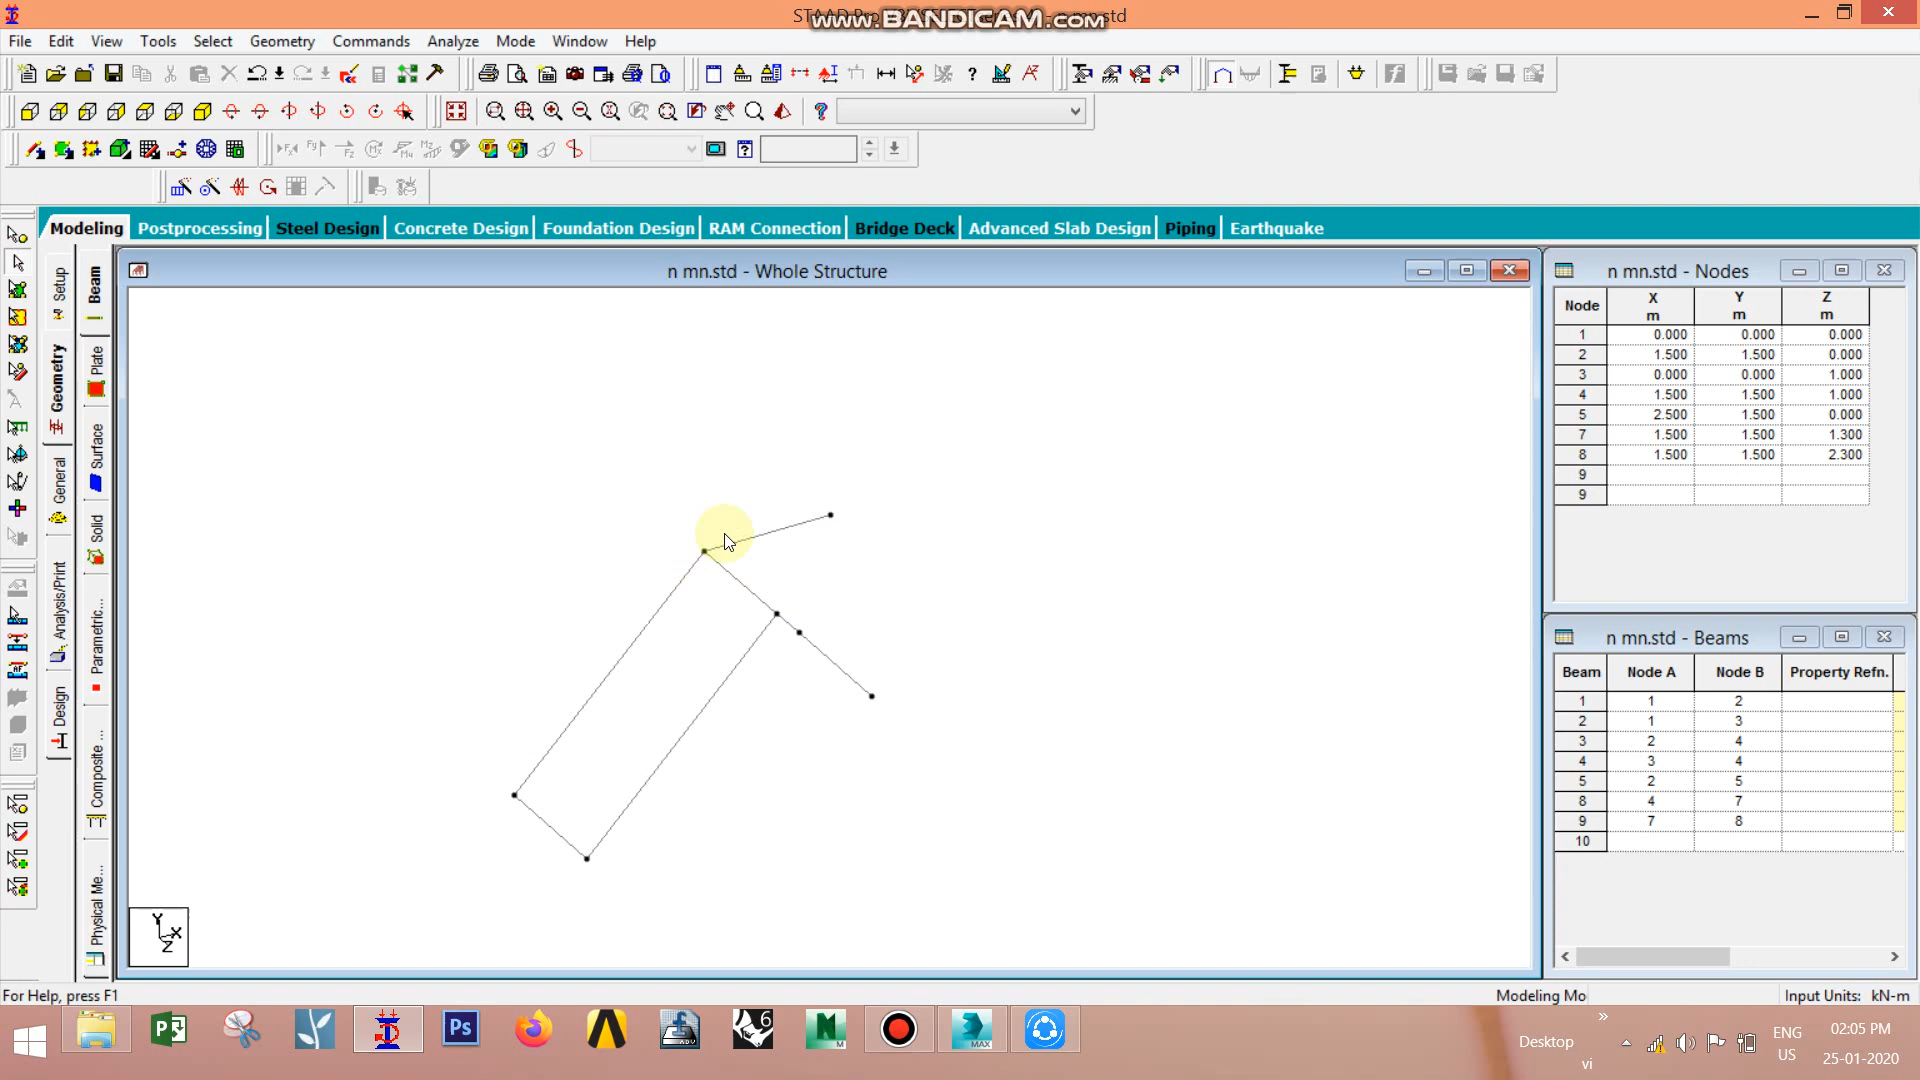 www.BANDICAM.com
File Edit View Tools Select Geometry Commands Analyze Mode Window Help
Modeling Postprocessing Steel Design Concrete Design Foundation Design RAM Connection Bridge Deck Advanced Slab Design Piping Earthquake
Setup
Geometry
General
Analysis/Print
Design
Beam
Plate
Surface
Solid
Parametric...
Composite ...
Physical Me...
n mn.std - Whole Structure
Y
X
Z
n mn.std - Nodes
Node X m Y m Z m
1 0.000 0.000 0.000
2 1.500 1.500 0.000
3 0.000 0.000 1.000
4 1.500 1.500 1.000
5 2.500 1.500 0.000
7 1.500 1.500 1.300
8 1.500 1.500 2.300
9
9
n mn.std - Beams
Beam Node A Node B Property Refn.
1 1 2
2 1 3
3 2 4
4 3 4
5 2 5
8 4 7
9 7 8
10
For Help, press F1
Modeling Mo
Input Units: kN-m
Ps
6
MAX
Desktop
vi
ENG
US
02:05 PM
25-01-2020